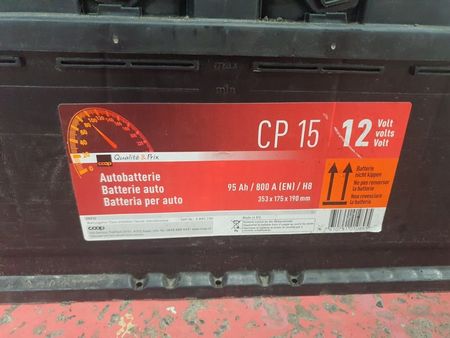 max
min
coop Qualité & Prix
Autobatterie
Batterie auto
Batteria per auto
CP 15
12 Volt
volts
Volt
95 Ah / 800 A (EN) / H8
353 x 175 x 190 mm
Batterie
nicht kippen
Ne pas renverser
la batterie
Non rovesciare
la batteria
coop